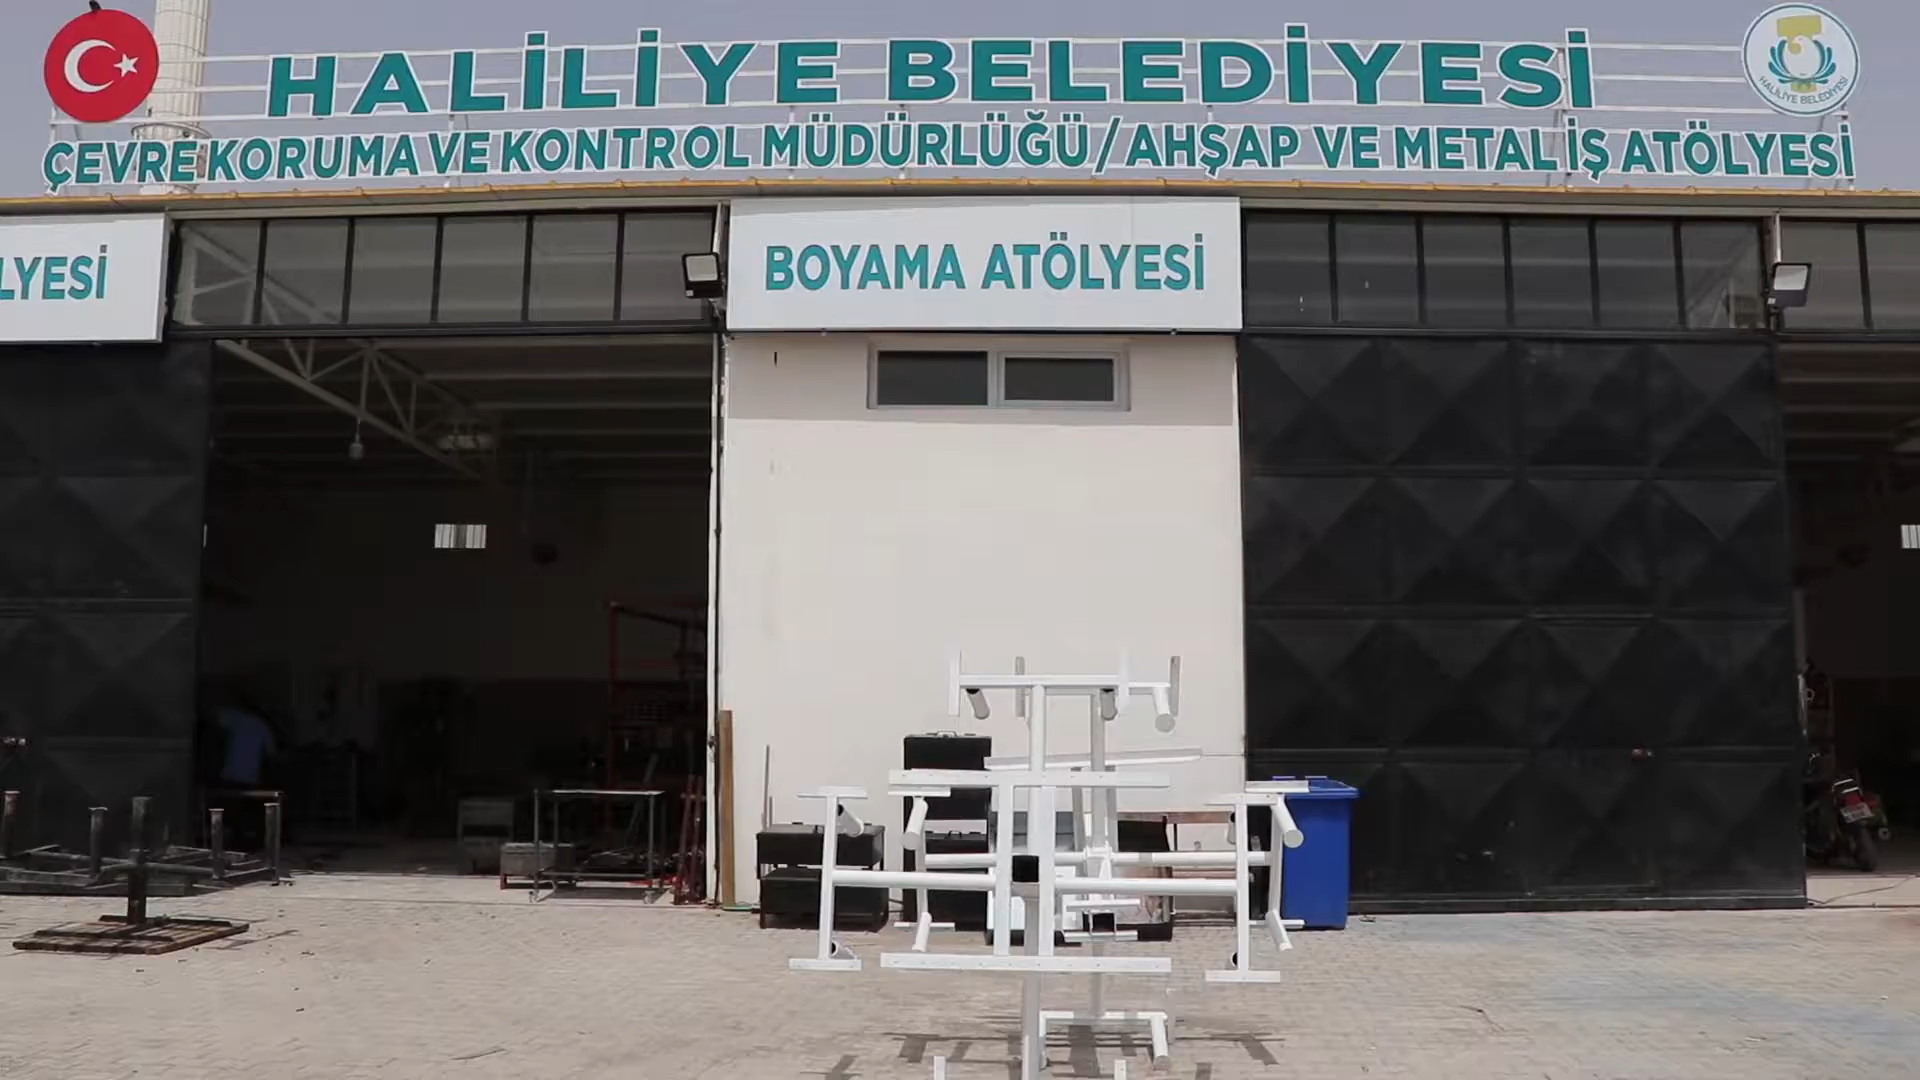 HALİLİYE BELEDİYESİ
HALİLİYE BELEDİYESİ
ÇEVRE KORUMA VE KONTROL MÜDÜRLÜĞÜ / AHŞAP VE METAL İŞ ATÖLYESİ
LYESİ
BOYAMA ATÖLYESİ